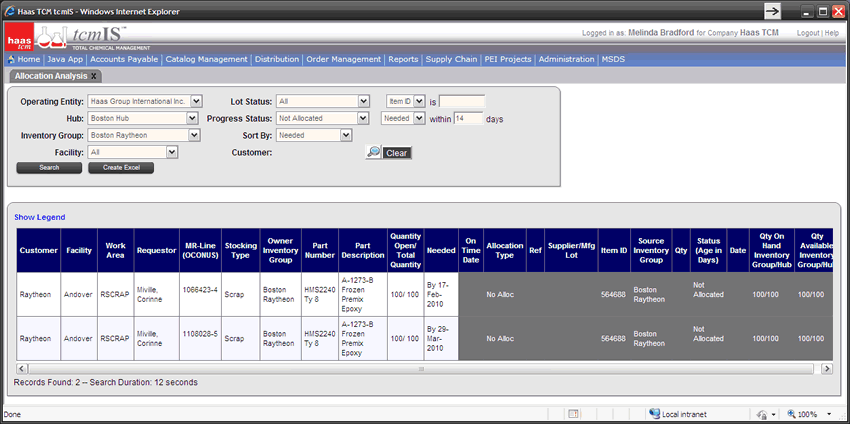 Haas TCM tcmIS - Windows Internet Explorer
haas tcm tcmIS™
TOTAL CHEMICAL MANAGEMENT
Logged in as: Melinda Bradford for Company Haas TCM Logout | Help
Home | Java App | Accounts Payable | Catalog Management | Distribution | Order Management | Reports | Supply Chain | PEI Projects | Administration | MSDS
Allocation Analysis X
Operating Entity: Haas Group International Inc. Lot Status: All Item ID is
Hub: Boston Hub Progress Status: Not Allocated Needed within 14 days
Inventory Group: Boston Raytheon Sort By: Needed
Facility: All Customer: Clear
Search Create Excel
Show Legend
Customer Facility Work Area Requestor MR-Line (OCONUS) Stocking Type Owner Inventory Group Part Number Part Description Quantity Open/ Total Quantity Needed On Time Date Allocation Type Ref Supplier/Mfg Lot Item ID Source Inventory Group Qty Status (Age in Days) Date Qty On Hand Inventory Group/Hub Qty Available Inventory Group/Hu
Raytheon Andover RSCRAP Miville, Corinne 1066423-4 Scrap Boston Raytheon HMS2240 Ty 8 A-1273-B Frozen Premix Epoxy 100/ 100 By 17-Feb-2010 No Alloc 564688 Boston Raytheon Not Allocated 100/100 100/100
Raytheon Andover RSCRAP Miville, Corinne 1108028-5 Scrap Boston Raytheon HMS2240 Ty 8 A-1273-B Frozen Premix Epoxy 100/ 100 By 29-Mar-2010 No Alloc 564688 Boston Raytheon Not Allocated 100/100 100/100
Records Found: 2 -- Search Duration: 12 seconds
Done Local intranet 100%